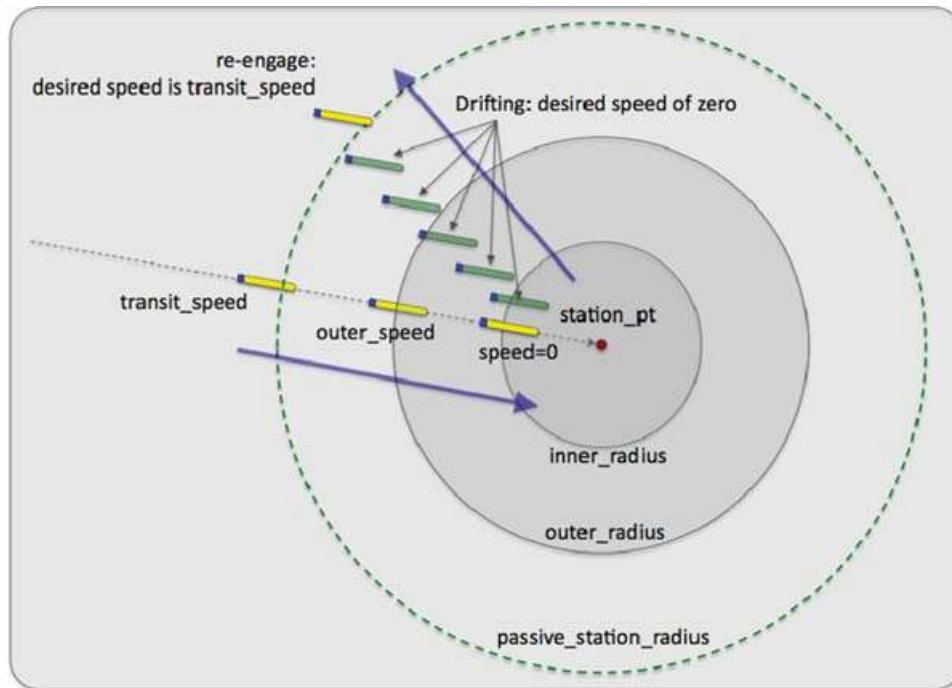 re-engage:
desired speed is transit_speed
Drifting: desired speed of zero
transit_speed
outer_speed
station_pt
speed=0
inner_radius
outer_radius
passive_station_radius